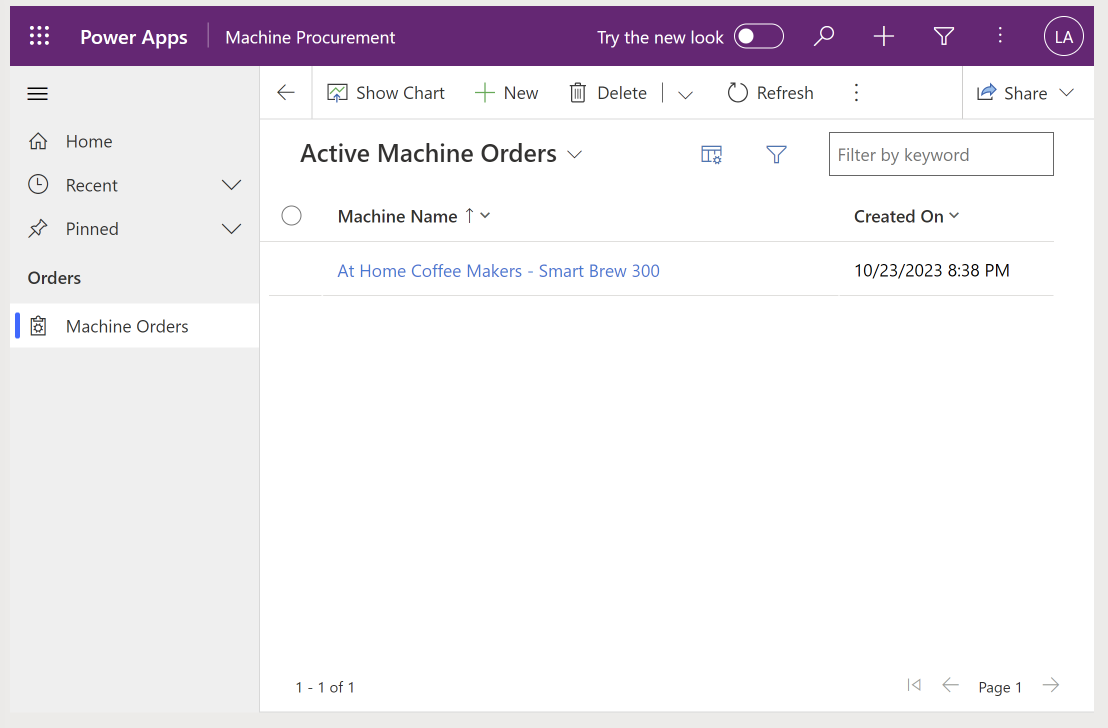 Power Apps Machine Procurement Try the new look LA
Show Chart New Delete Refresh Share
Home
Recent
Pinned
Orders
Machine Orders
Active Machine Orders Filter by keyword
Machine Name Created On
At Home Coffee Makers - Smart Brew 300 10/23/2023 8:38 PM
1 - 1 of 1 Page 1